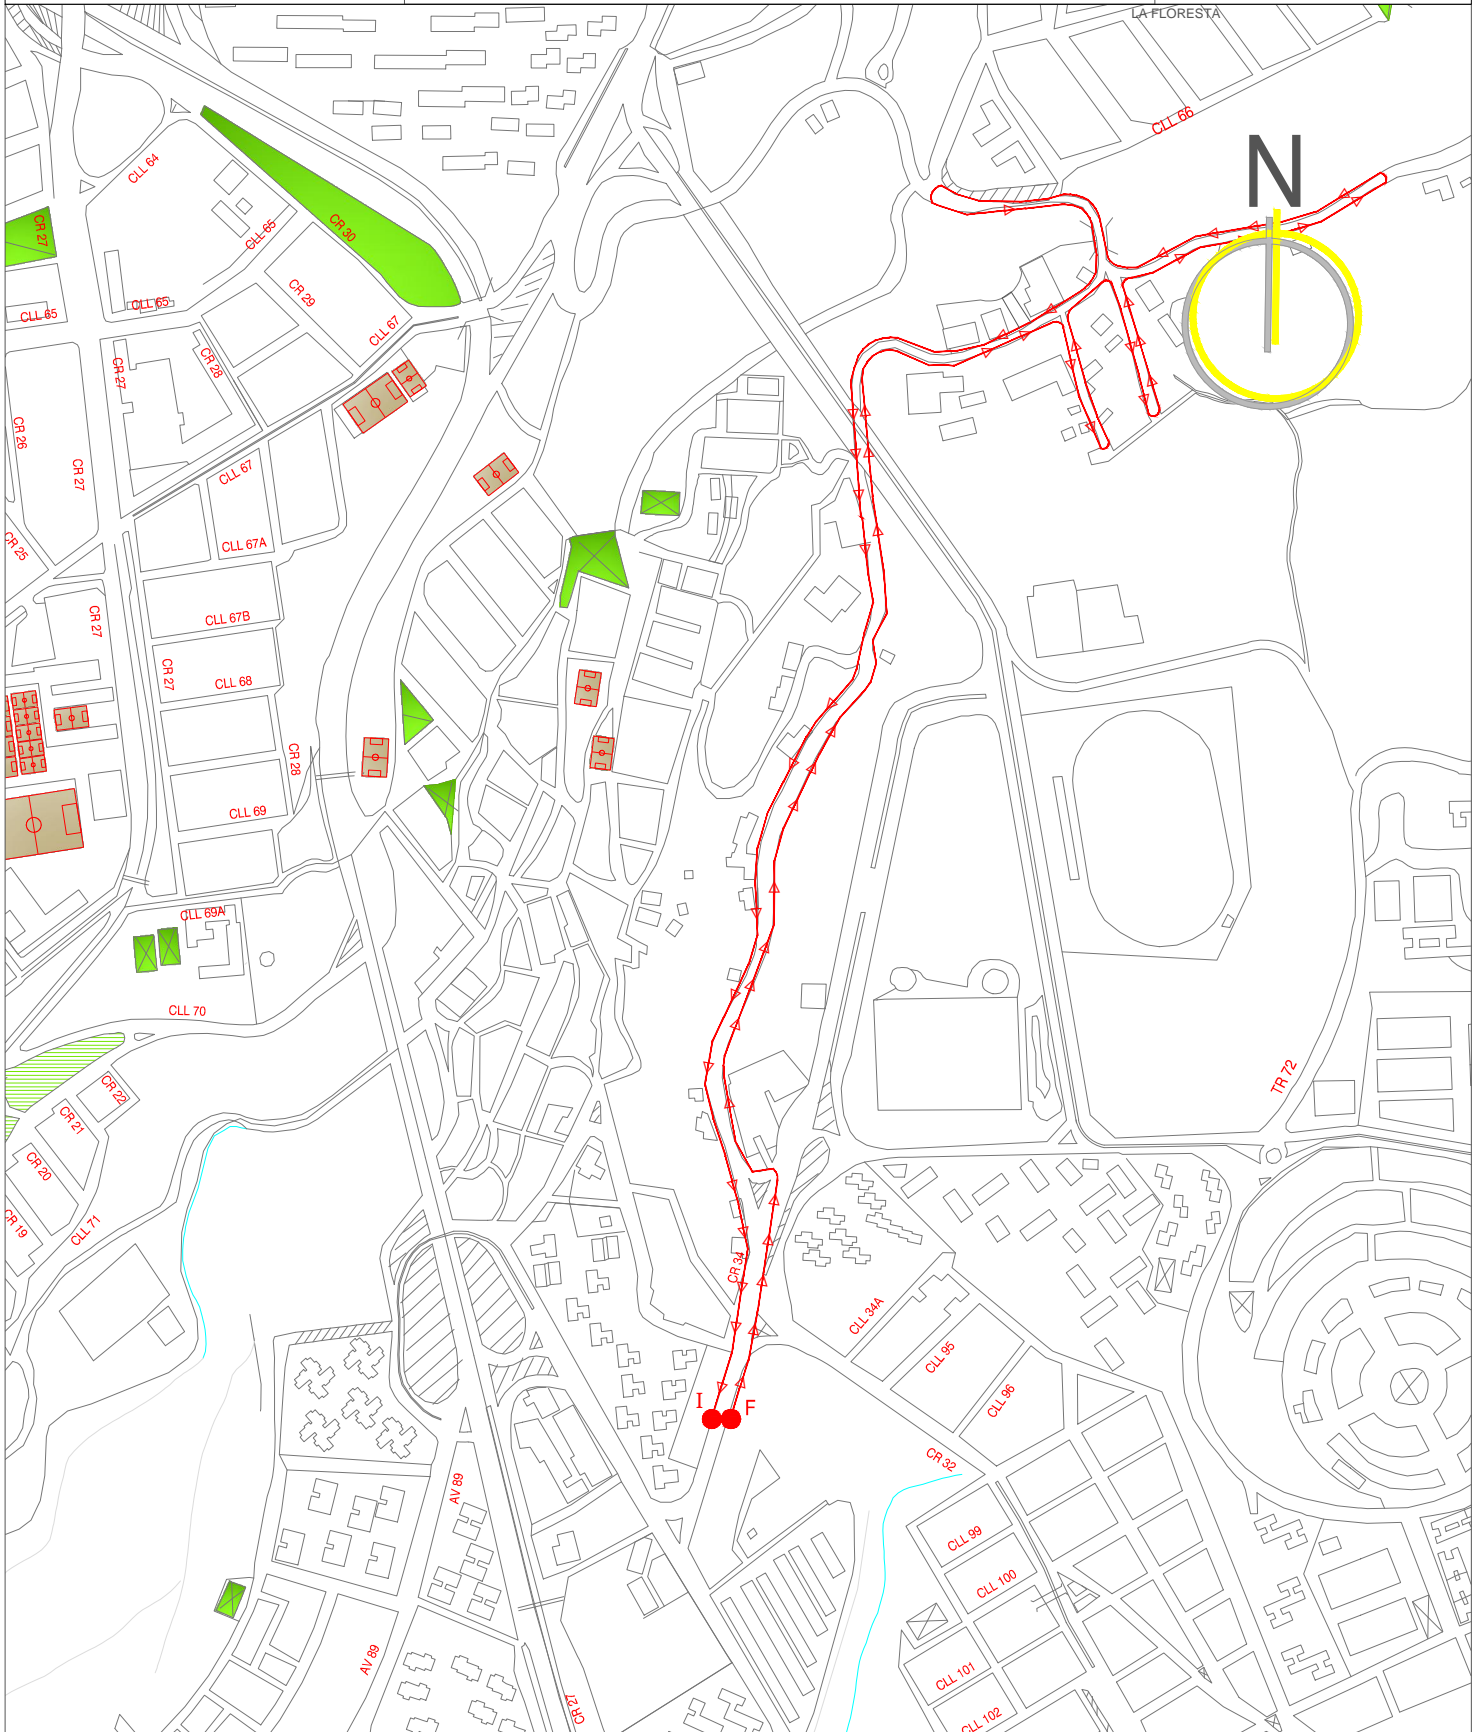 LA FLORESTA
CLL 66
N
CLL 64
CR 27
CLL 65
CR 30
CR 29
CLL 65
CLL 65
CLL 67
CR 27
CR 28
CR 26
CR 27
CLL 67
CR 25
CLL 67A
CR 27
CLL 67B
CR 27
CLL 68
CR 28
CLL 69
CLL 69A
CLL 70
CR 22
TR 72
CR 21
CR 20
CR 19
CLL 71
CR 34
CLL 34A
CLL 95
CLL 96
I
F
CR 32
AV 89
CLL 99
CLL 100
AV 89
CLL 101
CR 27
CLL 102